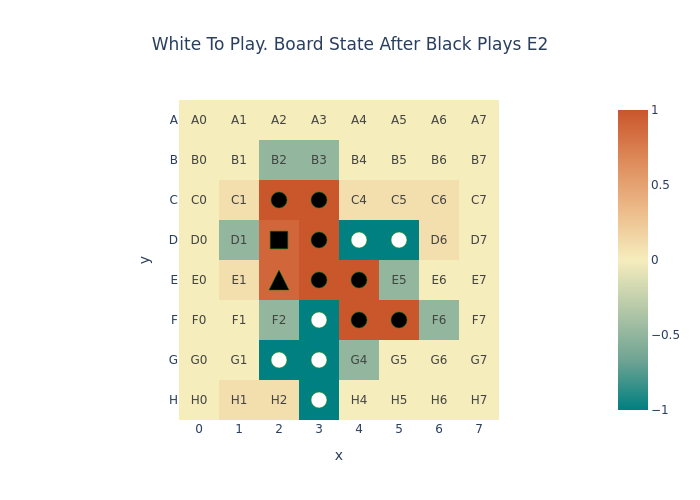 White To Play. Board State After Black Plays E2
A A0 A1 A2 A3 A4 A5 A6 A7
B B0 B1 B2 B3 B4 B5 B6 B7
C C0 C1 C4 C5 C6 C7
D D0 D1 D6 D7
E E0 E1 E5 E6 E7
F F0 F1 F2 F6 F7
G G0 G1 G4 G5 G6 G7
H H0 H1 H2 H4 H5 H6 H7
0 1 2 3 4 5 6 7
x
y
1
0.5
0
−0.5
−1